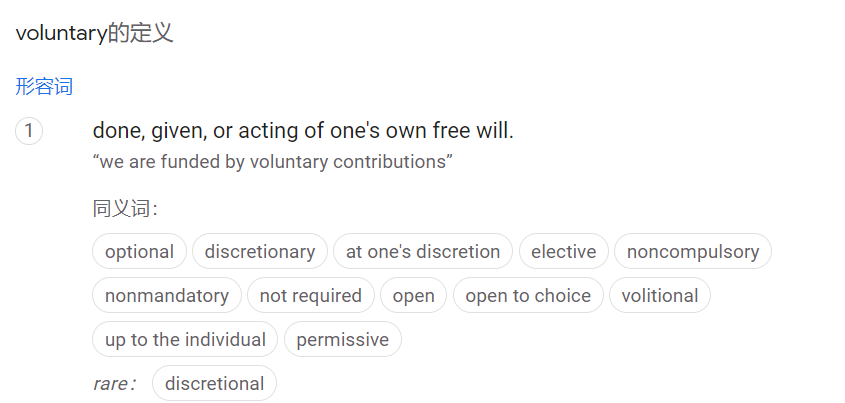 voluntary的定义
形容词
1 done, given, or acting of one's own free will.
“we are funded by voluntary contributions”
同义词：
optional discretionary at one's discretion elective noncompulsory
nonmandatory not required open open to choice volitional
up to the individual permissive
rare： discretional